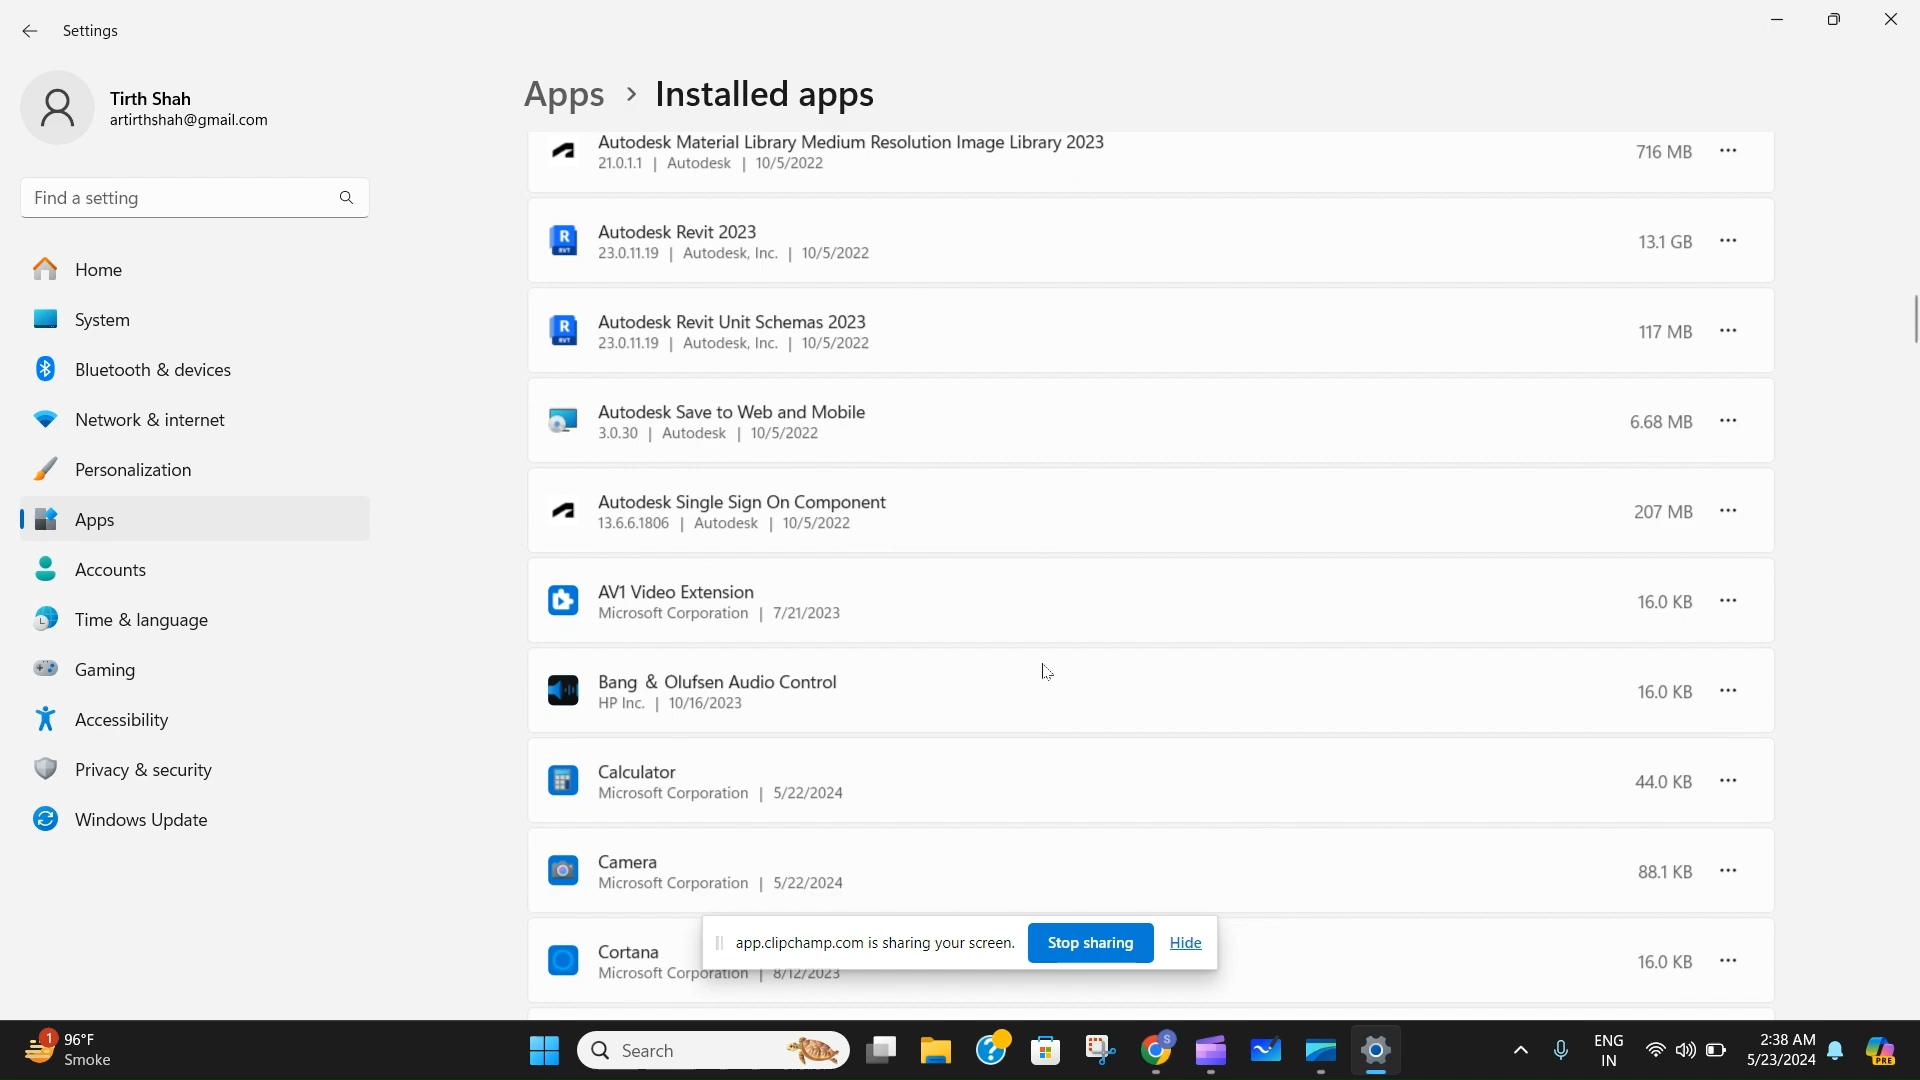 Settings
Tirth Shah
artirthshah@gmail.com
Find a setting
Home
System
Bluetooth & devices
Network & internet
Personalization
Apps
Accounts
Time & language
Gaming
Accessibility
Privacy & security
Windows Update
Apps > Installed apps
Autodesk Material Library Medium Resolution Image Library 2023
21.0.1.1 | Autodesk | 10/5/2022
716 MB
Autodesk Revit 2023
23.0.11.19 | Autodesk, Inc. | 10/5/2022
13.1 GB
Autodesk Revit Unit Schemas 2023
23.0.11.19 | Autodesk, Inc. | 10/5/2022
117 MB
Autodesk Save to Web and Mobile
3.0.30 | Autodesk | 10/5/2022
6.68 MB
Autodesk Single Sign On Component
13.6.6.1806 | Autodesk | 10/5/2022
207 MB
AV1 Video Extension
Microsoft Corporation | 7/21/2023
16.0 KB
Bang & Olufsen Audio Control
HP Inc. | 10/16/2023
16.0 KB
Calculator
Microsoft Corporation | 5/22/2024
44.0 KB
Camera
Microsoft Corporation | 5/22/2024
88.1 KB
Cortana
Microsoft Corporation | 8/12/2023
16.0 KB
app.clipchamp.com is sharing your screen.
Stop sharing
Hide
1
96°F
Smoke
Search
S
ENG
IN
2:38 AM
5/23/2024
PRE